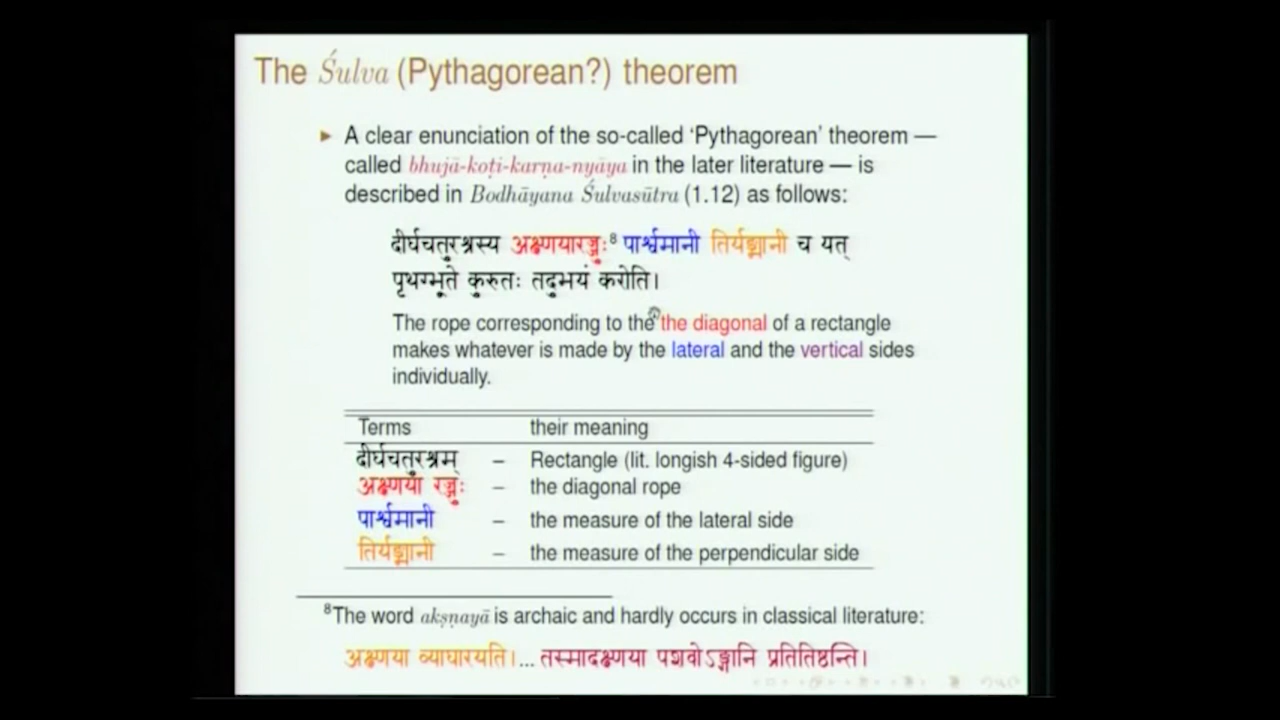 The Śulva (Pythagorean?) theorem
▶ A clear enunciation of the so-called ‘Pythagorean’ theorem —
called bhujā-koṭi-karṇa-nyāya in the later literature — is
described in Bodhāyana Śulvasūtra (1.12) as follows:
दीर्घचतुरश्रस्य अक्ष्णयारज्जुः⁸ पार्श्वमानी तिर्यङ्मानी च यत्
पृथग्भूते कुरुतः तदुभयं करोति।
The rope corresponding to the the diagonal of a rectangle
makes whatever is made by the lateral and the vertical sides
individually.
Terms their meaning
दीर्घचतुरश्रम् – Rectangle (lit. longish 4-sided figure)
अक्ष्णया रज्जुः – the diagonal rope
पार्श्वमानी – the measure of the lateral side
तिर्यङ्मानी – the measure of the perpendicular side
⁸The word akṣṇayā is archaic and hardly occurs in classical literature:
अक्ष्णया व्याघारयति।... तस्मादक्ष्णया पशवोऽङ्गानि प्रतितिष्ठन्ति।